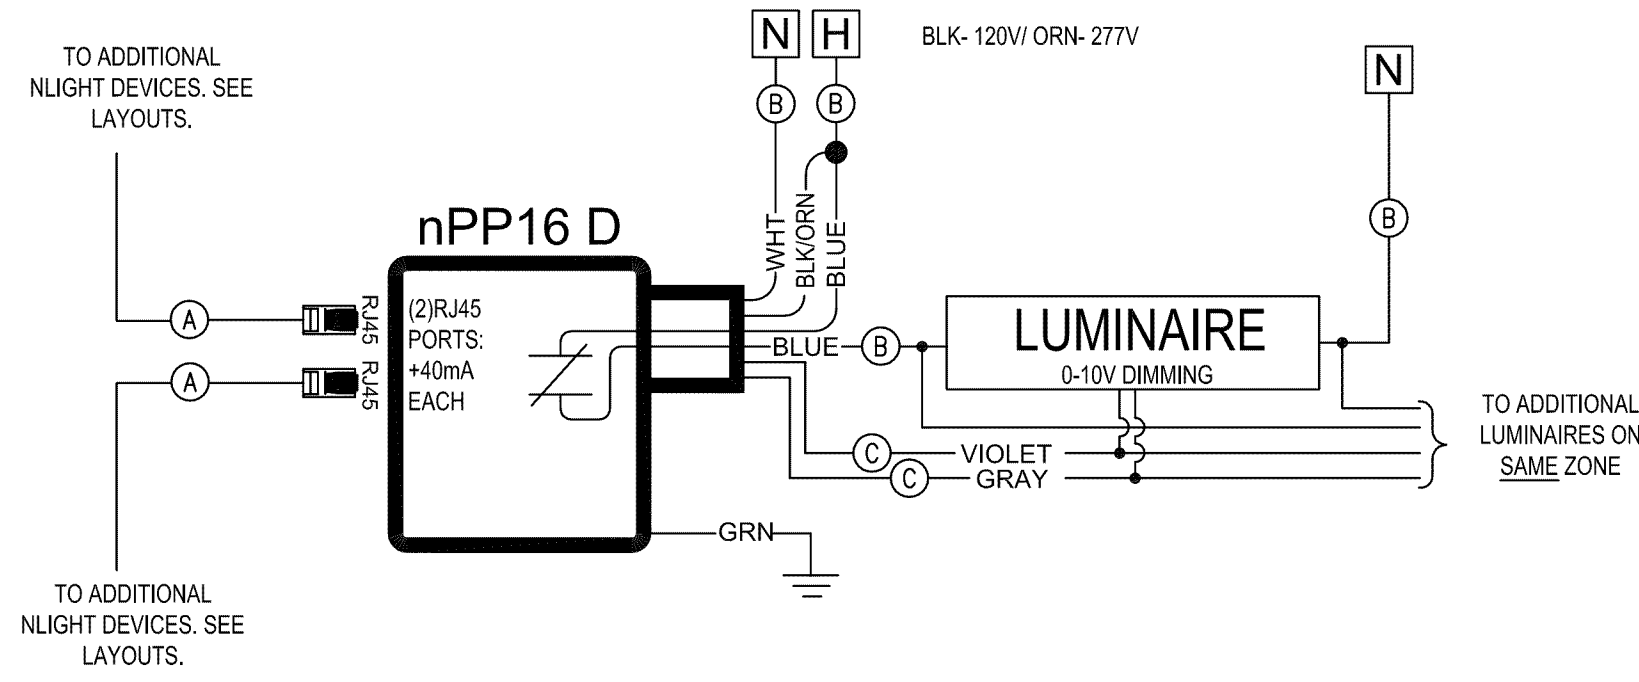 TO ADDITIONAL
NLIGHT DEVICES. SEE
LAYOUTS.
N
H
BLK- 120V/ ORN- 277V
N
B
B
B
nPP16 D
WHT
BLK/ORN
BLUE
A
RJ45
(2)RJ45
PORTS:
+40mA
EACH
A
RJ45
BLUE
B
LUMINAIRE
0-10V DIMMING
TO ADDITIONAL
LUMINAIRES ON
SAME ZONE
C
VIOLET
C
GRAY
GRN
TO ADDITIONAL
NLIGHT DEVICES. SEE
LAYOUTS.